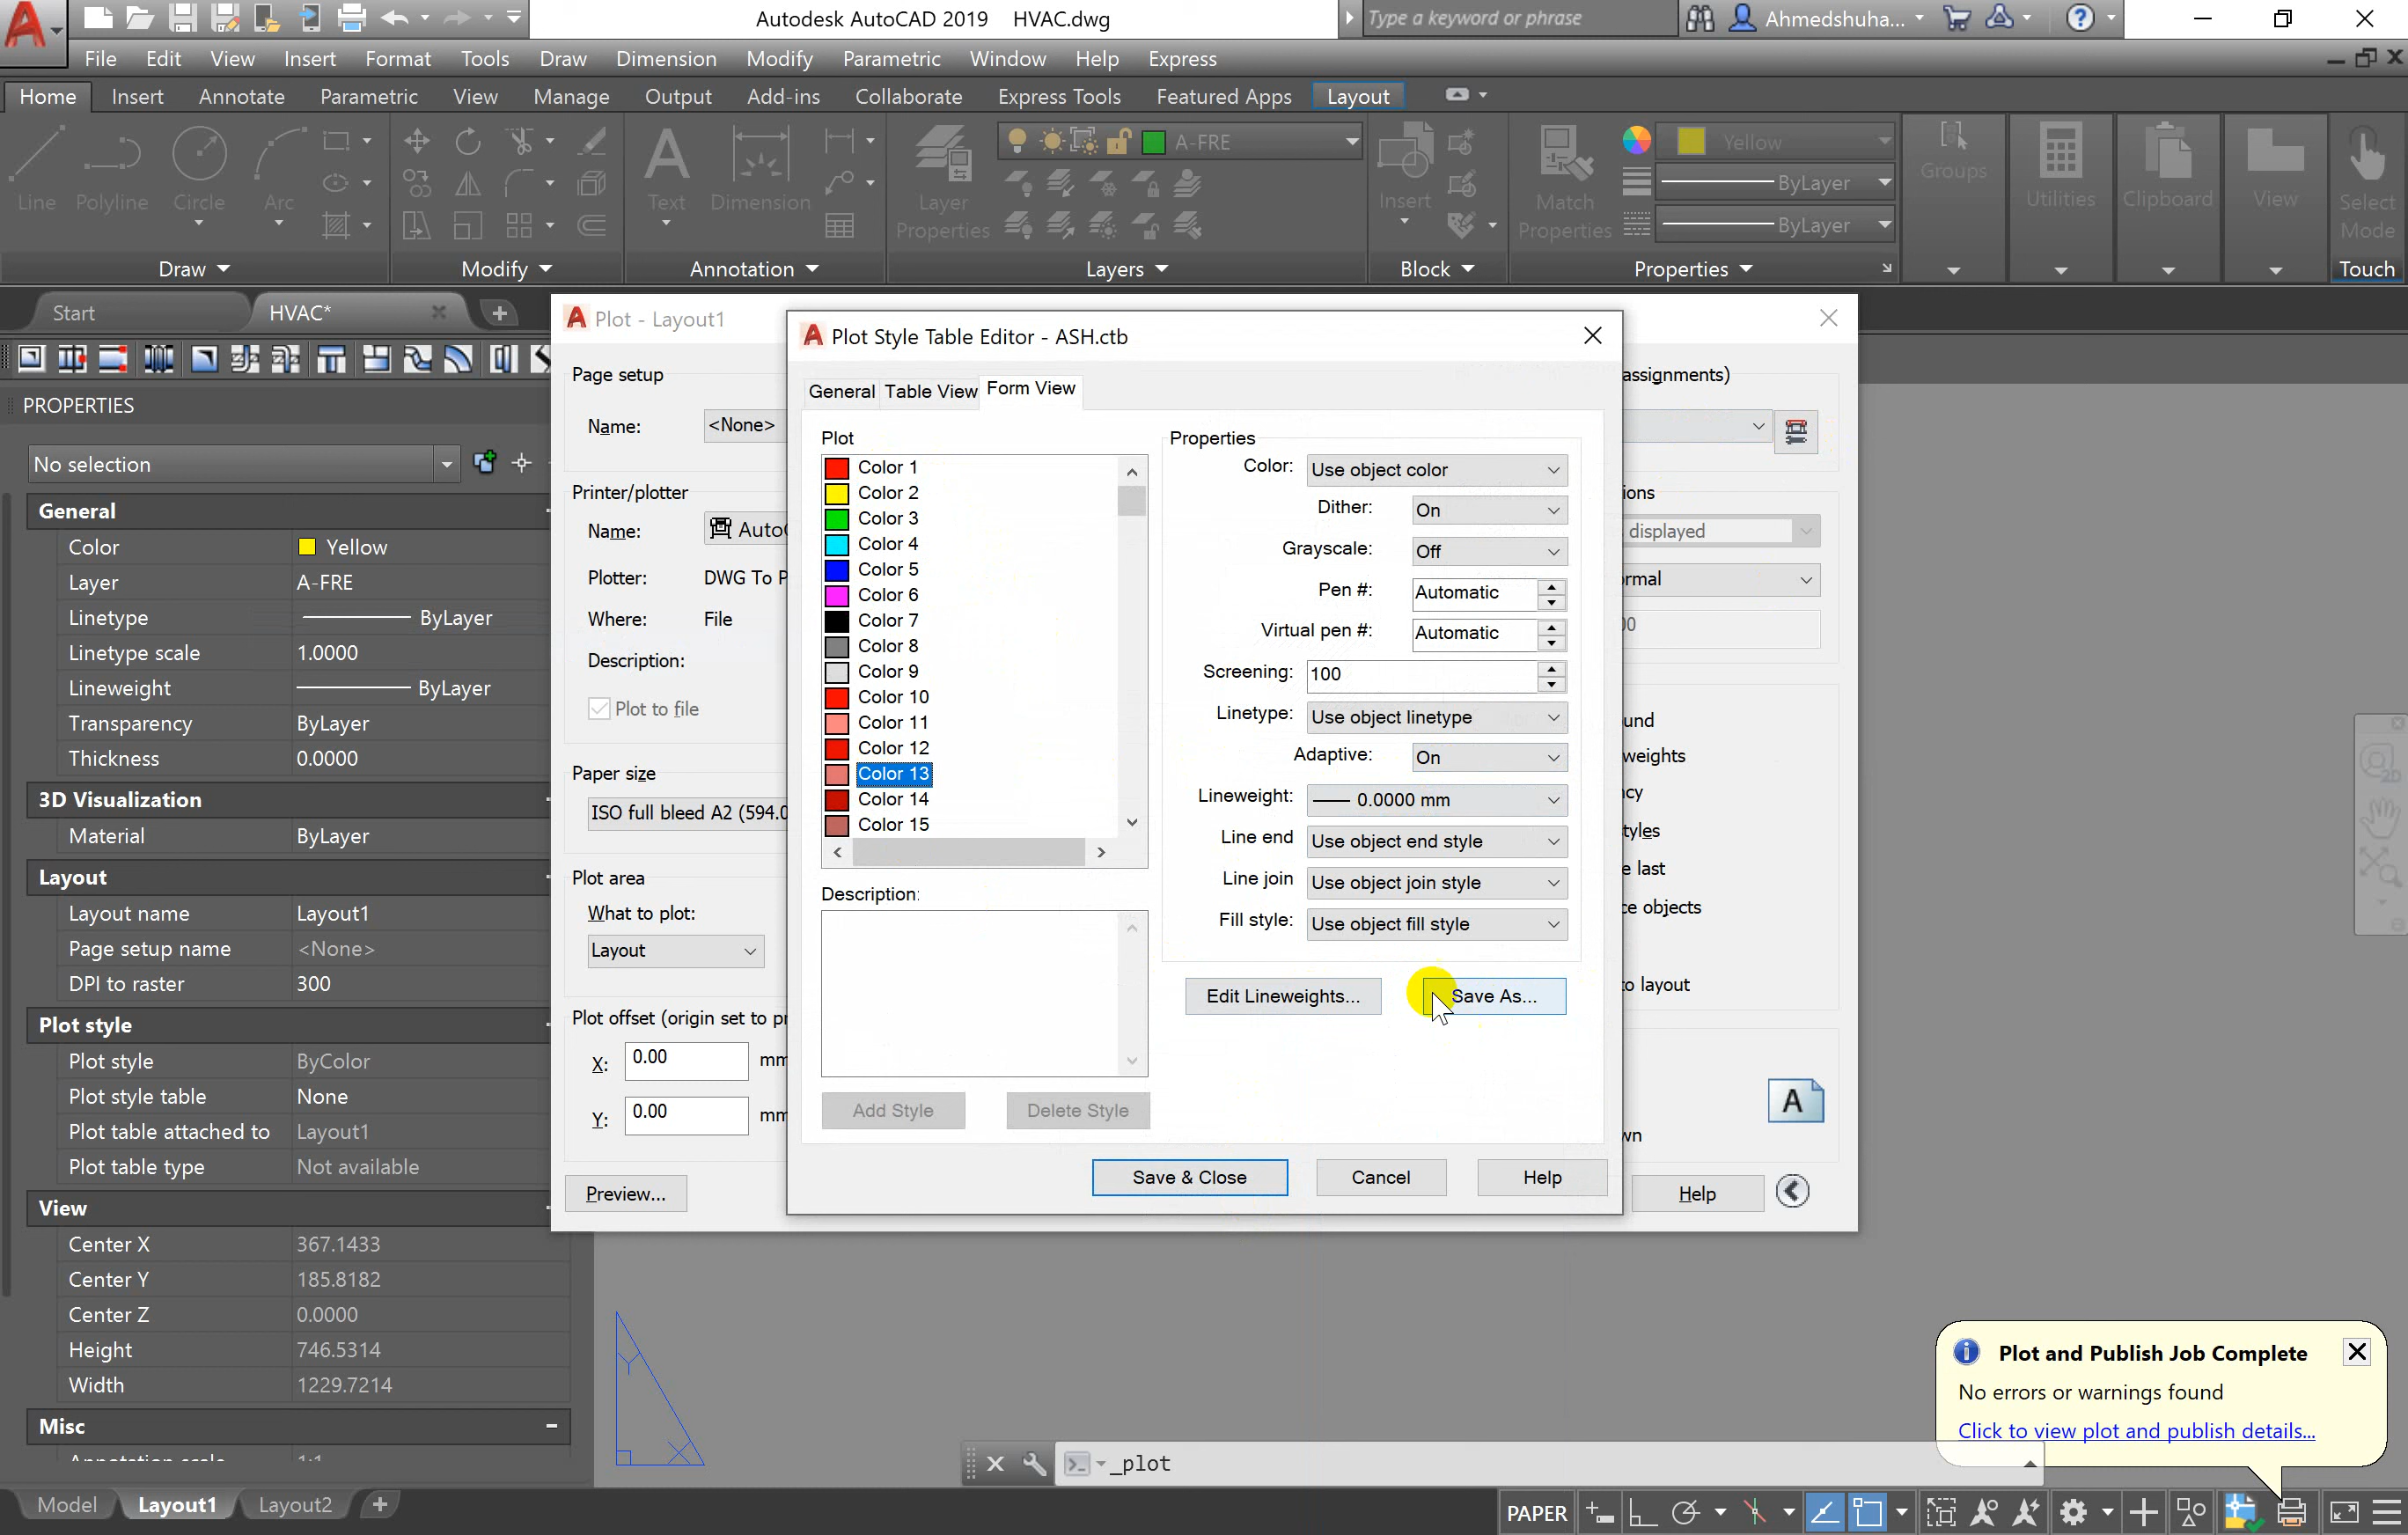 Autodesk AutoCAD 2019 HVAC.dwg
Type a keyword or phrase
Ahmedshuha...
File Edit View Insert Format Tools Draw Dimension Modify Parametric Window Help Express
Home Insert Annotate Parametric View Manage Output Add-ins Collaborate Express Tools Featured Apps Layout
A-FRE
Yellow
ByLayer
ByLayer
Line Polyline Circle Arc
Text Dimension
Layer Properties
Insert
Match Properties
Groups
Utilities
Clipboard
View
Select Mode
Draw Modify Annotation Layers Block Properties Touch
Start HVAC*
PROPERTIES
No selection
General
Color Yellow
Layer A-FRE
Linetype ByLayer
Linetype scale 1.0000
Lineweight ByLayer
Transparency ByLayer
Thickness 0.0000
3D Visualization
Material ByLayer
Layout
Layout name Layout1
Page setup name <None>
DPI to raster 300
Plot style
Plot style ByColor
Plot style table None
Plot table attached to Layout1
Plot table type Not available
View
Center X 367.1433
Center Y 185.8182
Center Z 0.0000
Height 746.5314
Width 1229.7214
Misc
Plot - Layout1
Page setup
Name: <None>
Printer/plotter
Name: Auto
Plotter: DWG To P
Where: File
Description:
Plot to file
Paper size
ISO full bleed A2 (594.0
Plot area
What to plot:
Layout
Plot offset (origin set to pr
X: 0.00 mm
Y: 0.00 mm
Preview...
Plot Style Table Editor - ASH.ctb
General Table View Form View
Plot
Color 1
Color 2
Color 3
Color 4
Color 5
Color 6
Color 7
Color 8
Color 9
Color 10
Color 11
Color 12
Color 13
Color 14
Color 15
Description:
Add Style Delete Style
Properties
Color: Use object color
Dither: On
Grayscale: Off
Pen #: Automatic
Virtual pen #: Automatic
Screening: 100
Linetype: Use object linetype
Adaptive: On
Lineweight: 0.0000 mm
Line end Use object end style
Line join Use object join style
Fill style: Use object fill style
Edit Lineweights... Save As...
Save & Close Cancel Help
assignments)
ions
displayed
rmal
00
und
weights
cy
tyles
e last
ce objects
o layout
A
wn
Help
Y
X
_plot
Plot and Publish Job Complete
No errors or warnings found
Click to view plot and publish details...
Model Layout1 Layout2
PAPER